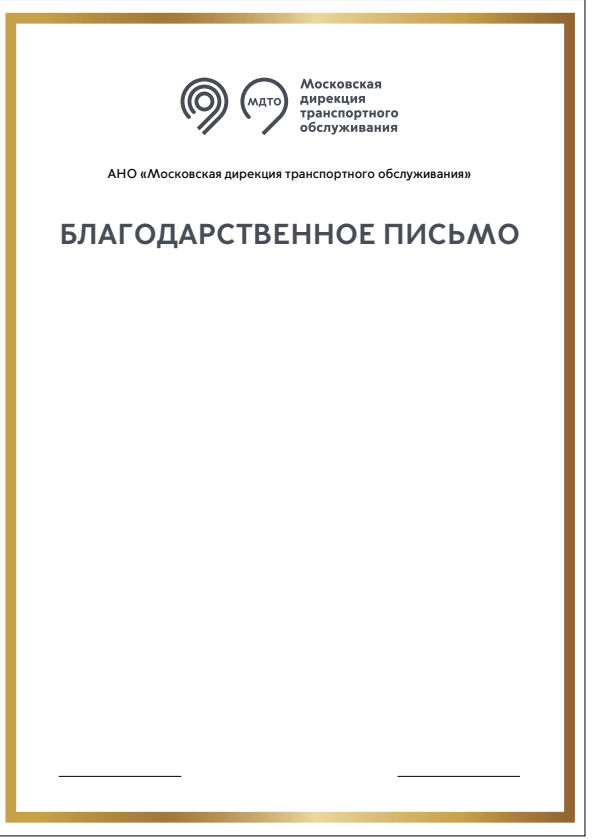 МДТО
Московская
дирекция
транспортного
обслуживания
АНО «Московская дирекция транспортного обслуживания»
БЛАГОДАРСТВЕННОЕ ПИСЬМО